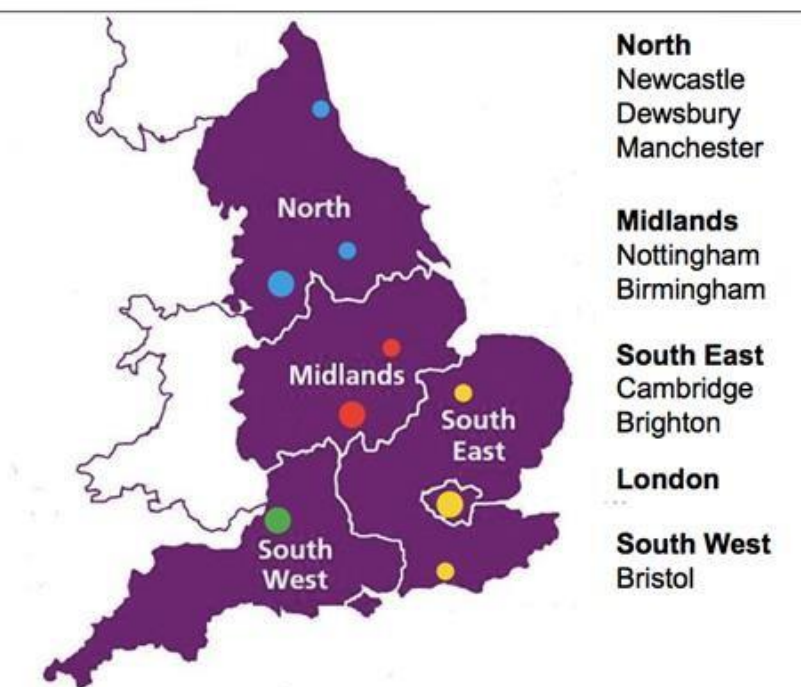 North
Midlands
South
East
South
West
North
Newcastle
Dewsbury
Manchester
Midlands
Nottingham
Birmingham
South East
Cambridge
Brighton
London
South West
Bristol